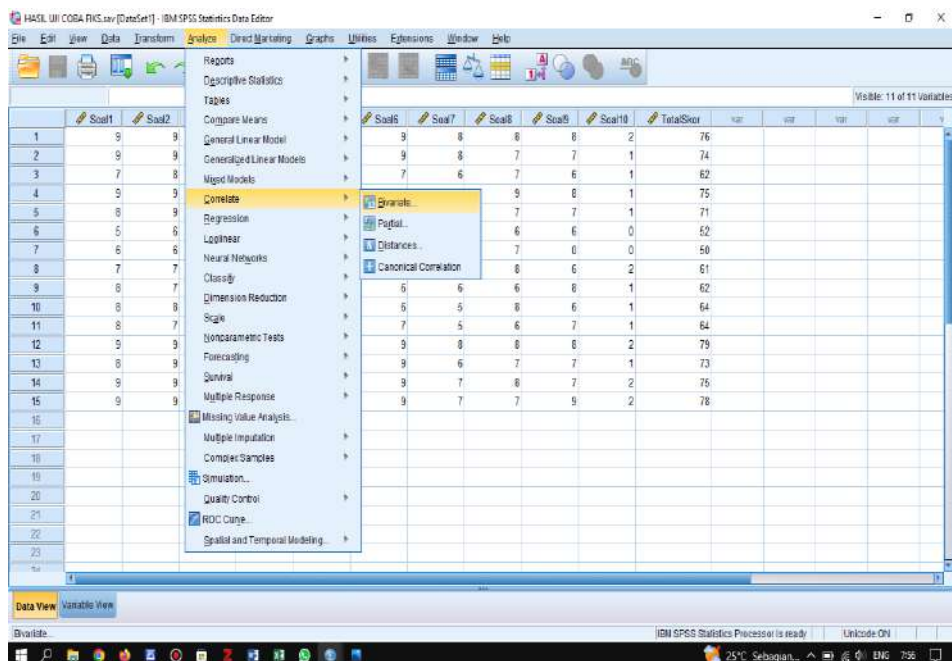 HASIL UJI COBA FIKS.sav [DataSet1] - IBM SPSS Statistics Data Editor
File Edit View Data Transform Analyze Direct Marketing Graphs Utilities Extensions Window Help
Visible: 11 of 11 Variables
Reports
Descriptive Statistics
Tables
Compare Means
General Linear Model
Generalized Linear Models
Mixed Models
Correlate
Regression
Loglinear
Neural Networks
Classify
Dimension Reduction
Scale
Nonparametric Tests
Forecasting
Survival
Multiple Response
Missing Value Analysis...
Multiple Imputation
Complex Samples
Simulation...
Quality Control
ROC Curve...
Spatial and Temporal Modeling...
Bivariate...
Partial...
Distances...
Canonical Correlation
Soal1 Soal2 Soal6 Soal7 Soal8 Soal9 Soal10 TotalSkor var var var var
1 9 9 9 8 8 8 2 76
2 9 9 9 8 7 7 1 74
3 7 8 7 6 7 6 1 62
4 9 9 9 8 1 75
5 8 9 7 7 1 71
6 5 6 6 6 0 52
7 6 6 7 0 50
8 7 7 8 6 2 61
9 8 7 6 6 6 8 1 62
10 8 8 6 5 8 6 1 64
11 8 7 7 5 6 7 1 64
12 9 9 9 8 8 8 2 79
13 8 9 9 6 7 7 1 73
14 9 9 9 7 8 7 2 75
15 9 9 9 7 7 9 2 78
16
17
18
19
20
21
22
23
Data View Variable View
Bivariate...
IBM SPSS Statistics Processor is ready Unicode:ON
25°C Sebagian... ENG 7:56